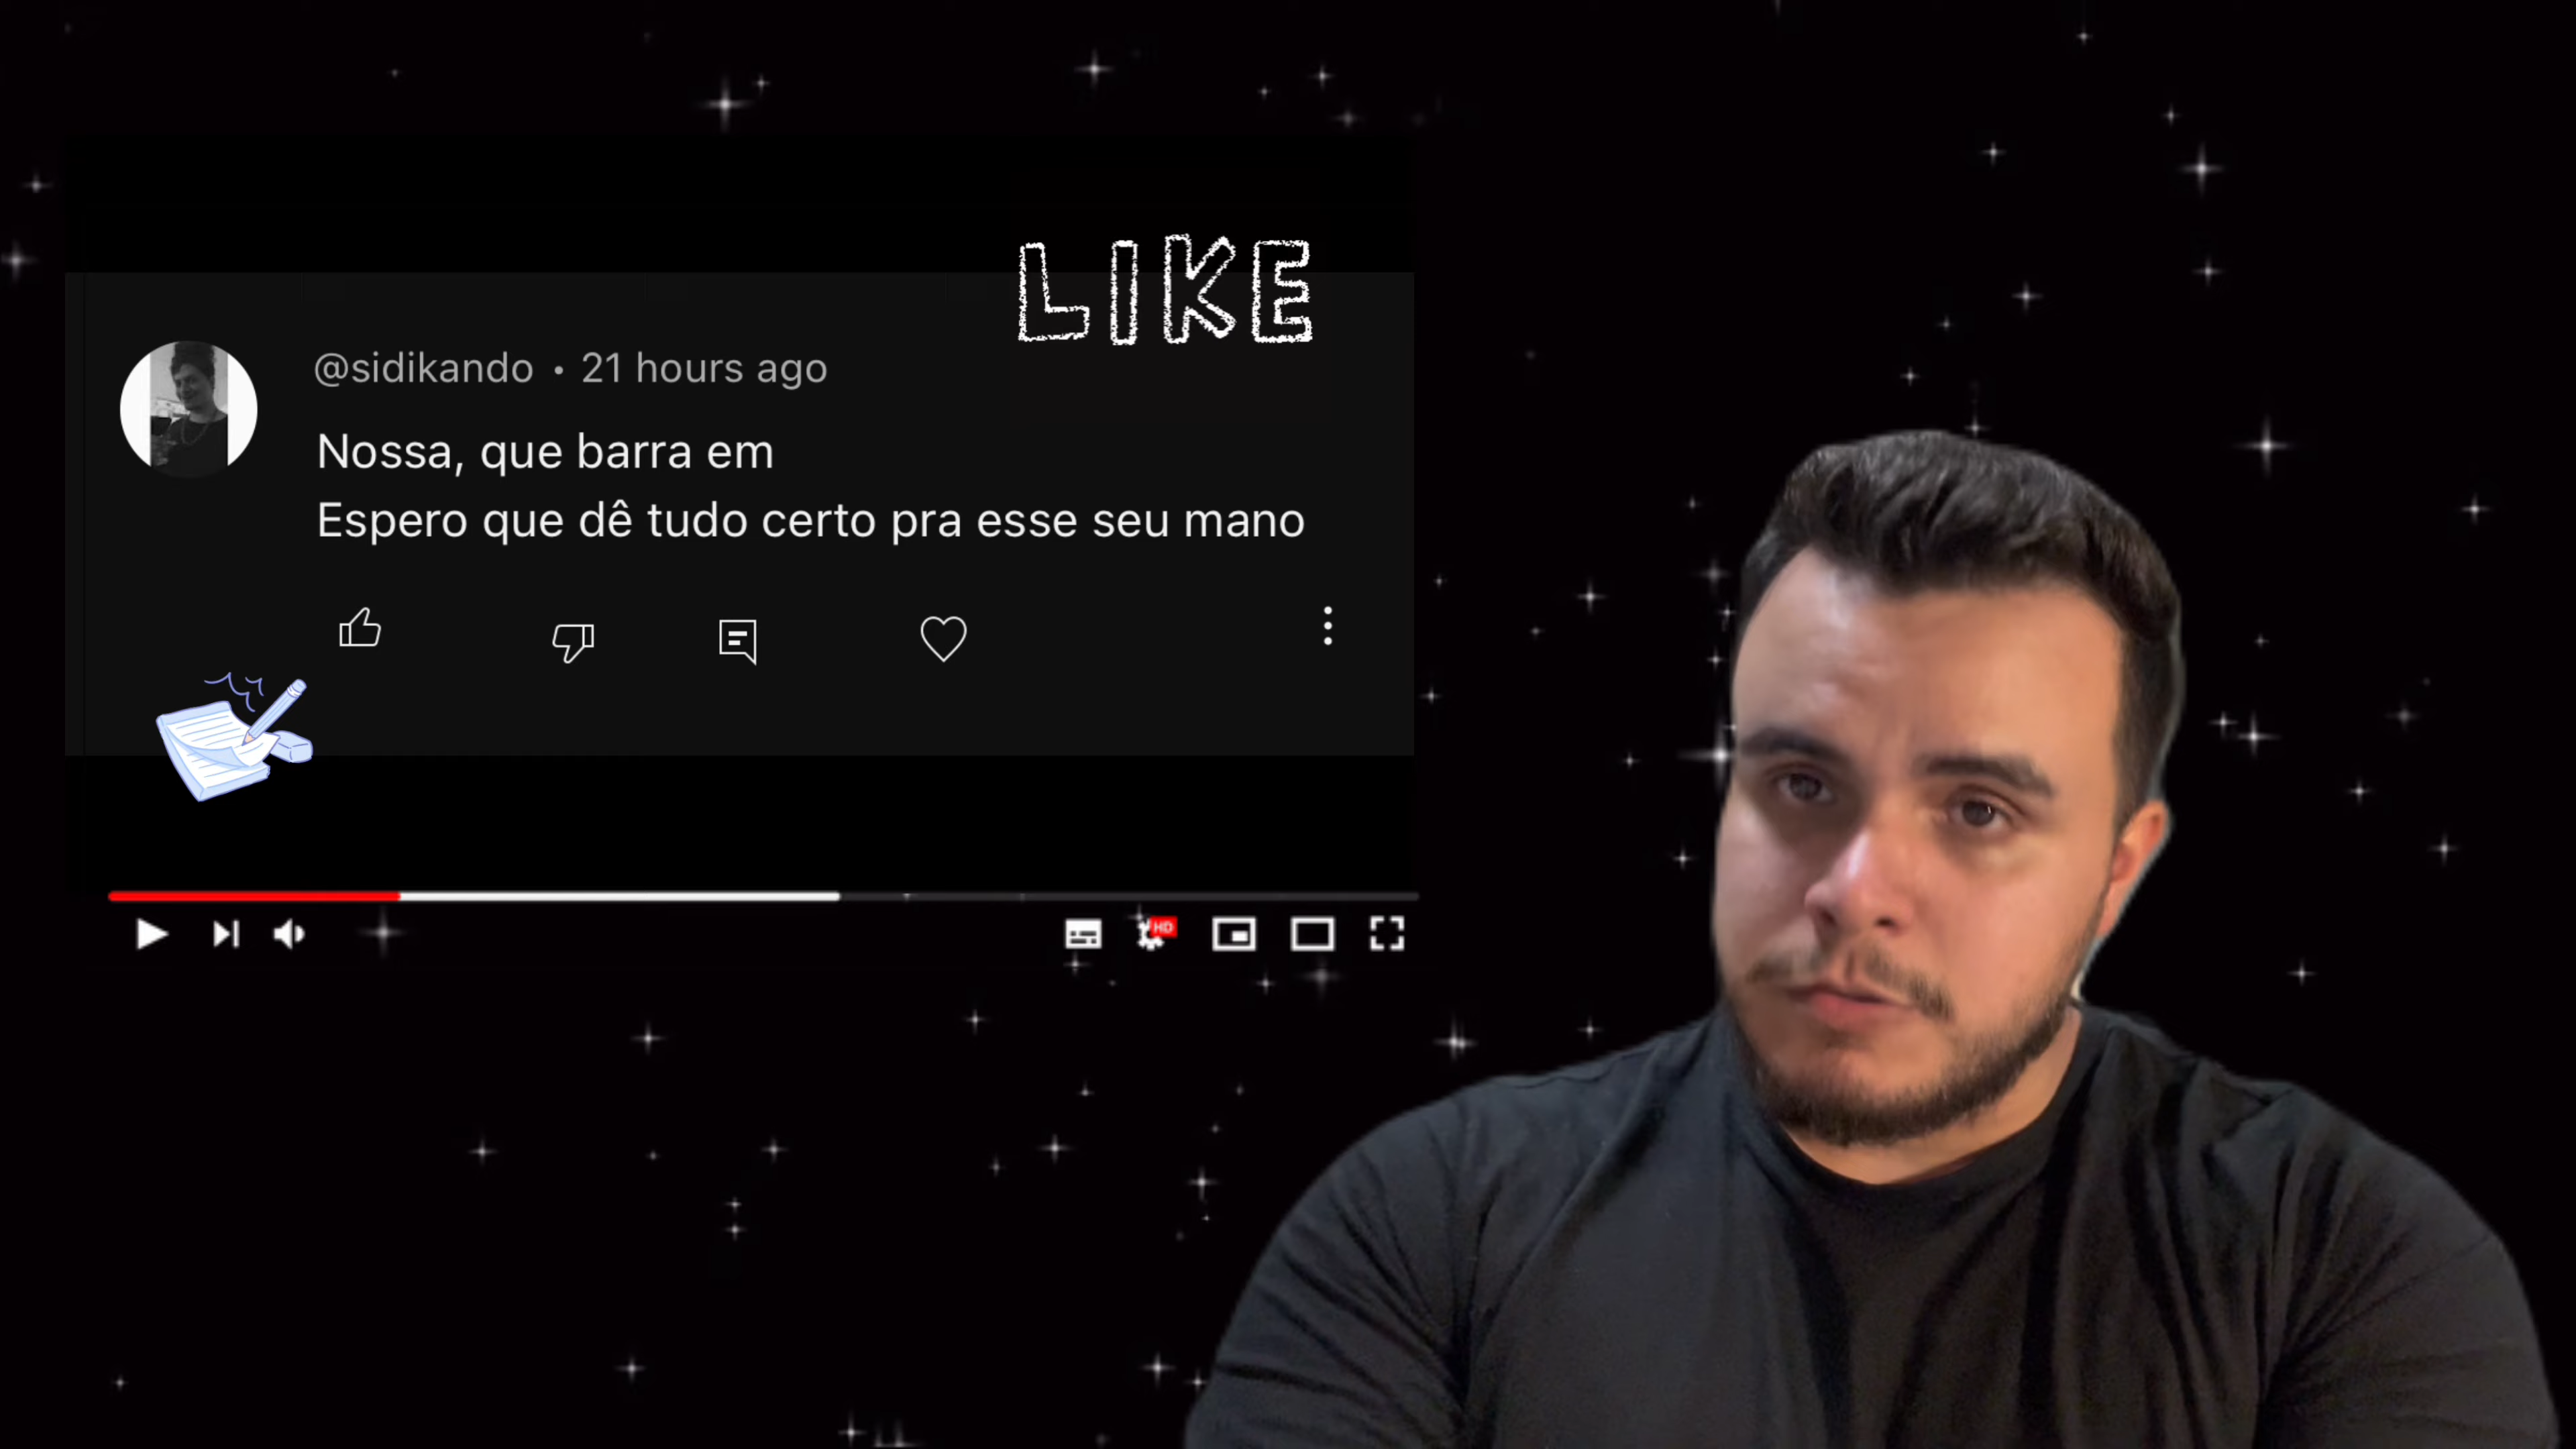 LIKE
@sidikando • 21 hours ago
Nossa, que barra em
Espero que dê tudo certo pra esse seu mano
HD